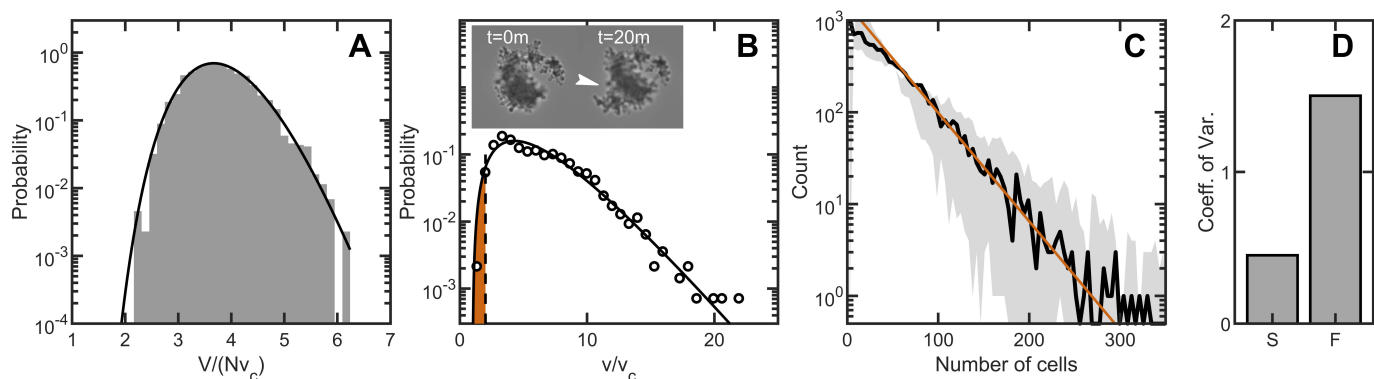 A
Probability
10^0
10^-1
10^-2
10^-3
10^-4
1 2 3 4 5 6 7
V/(Nv_c)
B
t=0m t=20m
Probability
10^-1
10^-2
10^-3
0 10 20
v/v_c
C
Count
10^3
10^2
10^1
10^0
0 100 200 300
Number of cells
D
Coeff. of Var.
2
1
0
S F